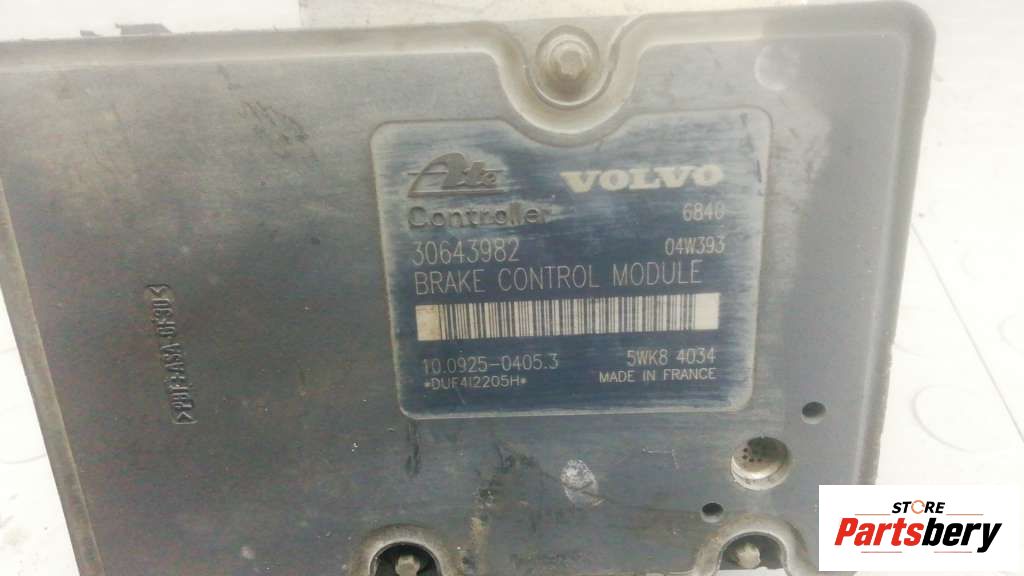 Ate VOLVO
Controller 6840
30643982 04W393
BRAKE CONTROL MODULE
10.0925-0405.3 5WK8 4034
*DUF4I2205H* MADE IN FRANCE
STORE
Partsbery